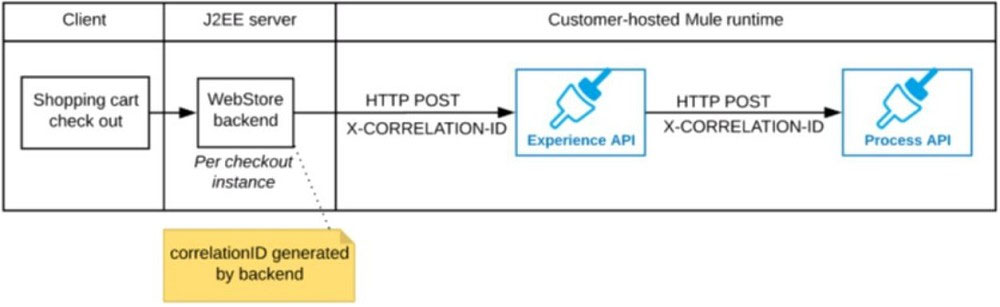 Client
J2EE server
Customer-hosted Mule runtime
Shopping cart
check out
WebStore
backend
Per checkout
instance
HTTP POST
X-CORRELATION-ID
Experience API
HTTP POST
X-CORRELATION-ID
Process API
correlationID generated
by backend